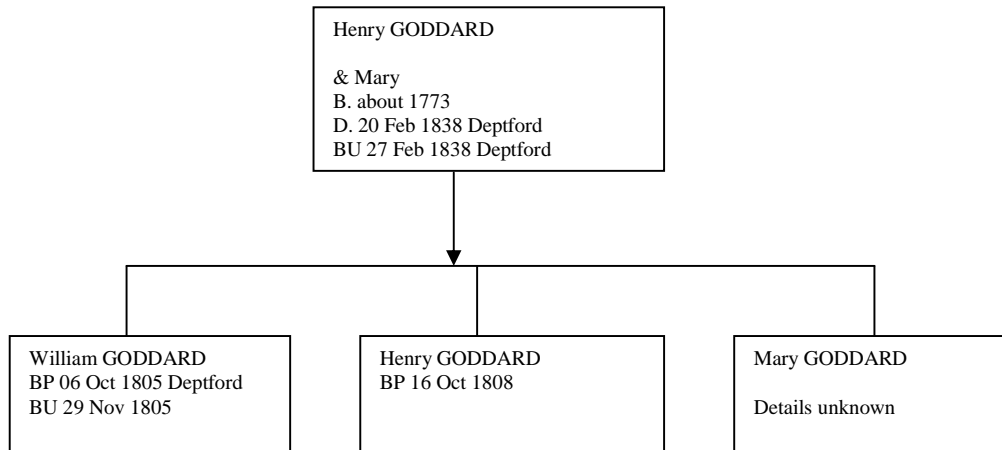 Henry GODDARD
& Mary
B. about 1773
D. 20 Feb 1838 Deptford
BU 27 Feb 1838 Deptford
William GODDARD
BP 06 Oct 1805 Deptford
BU 29 Nov 1805
Henry GODDARD
BP 16 Oct 1808
Mary GODDARD
Details unknown